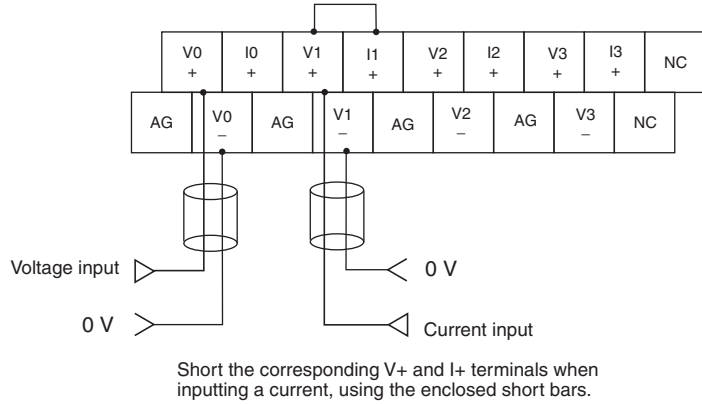 V0 I0 V1 I1 V2 I2 V3 I3 NC
+ + + + + + + +
AG V0 AG V1 AG V2 AG V3 NC
– – – –
Voltage input
0 V
0 V
Current input
Short the corresponding V+ and I+ terminals when
inputting a current, using the enclosed short bars.